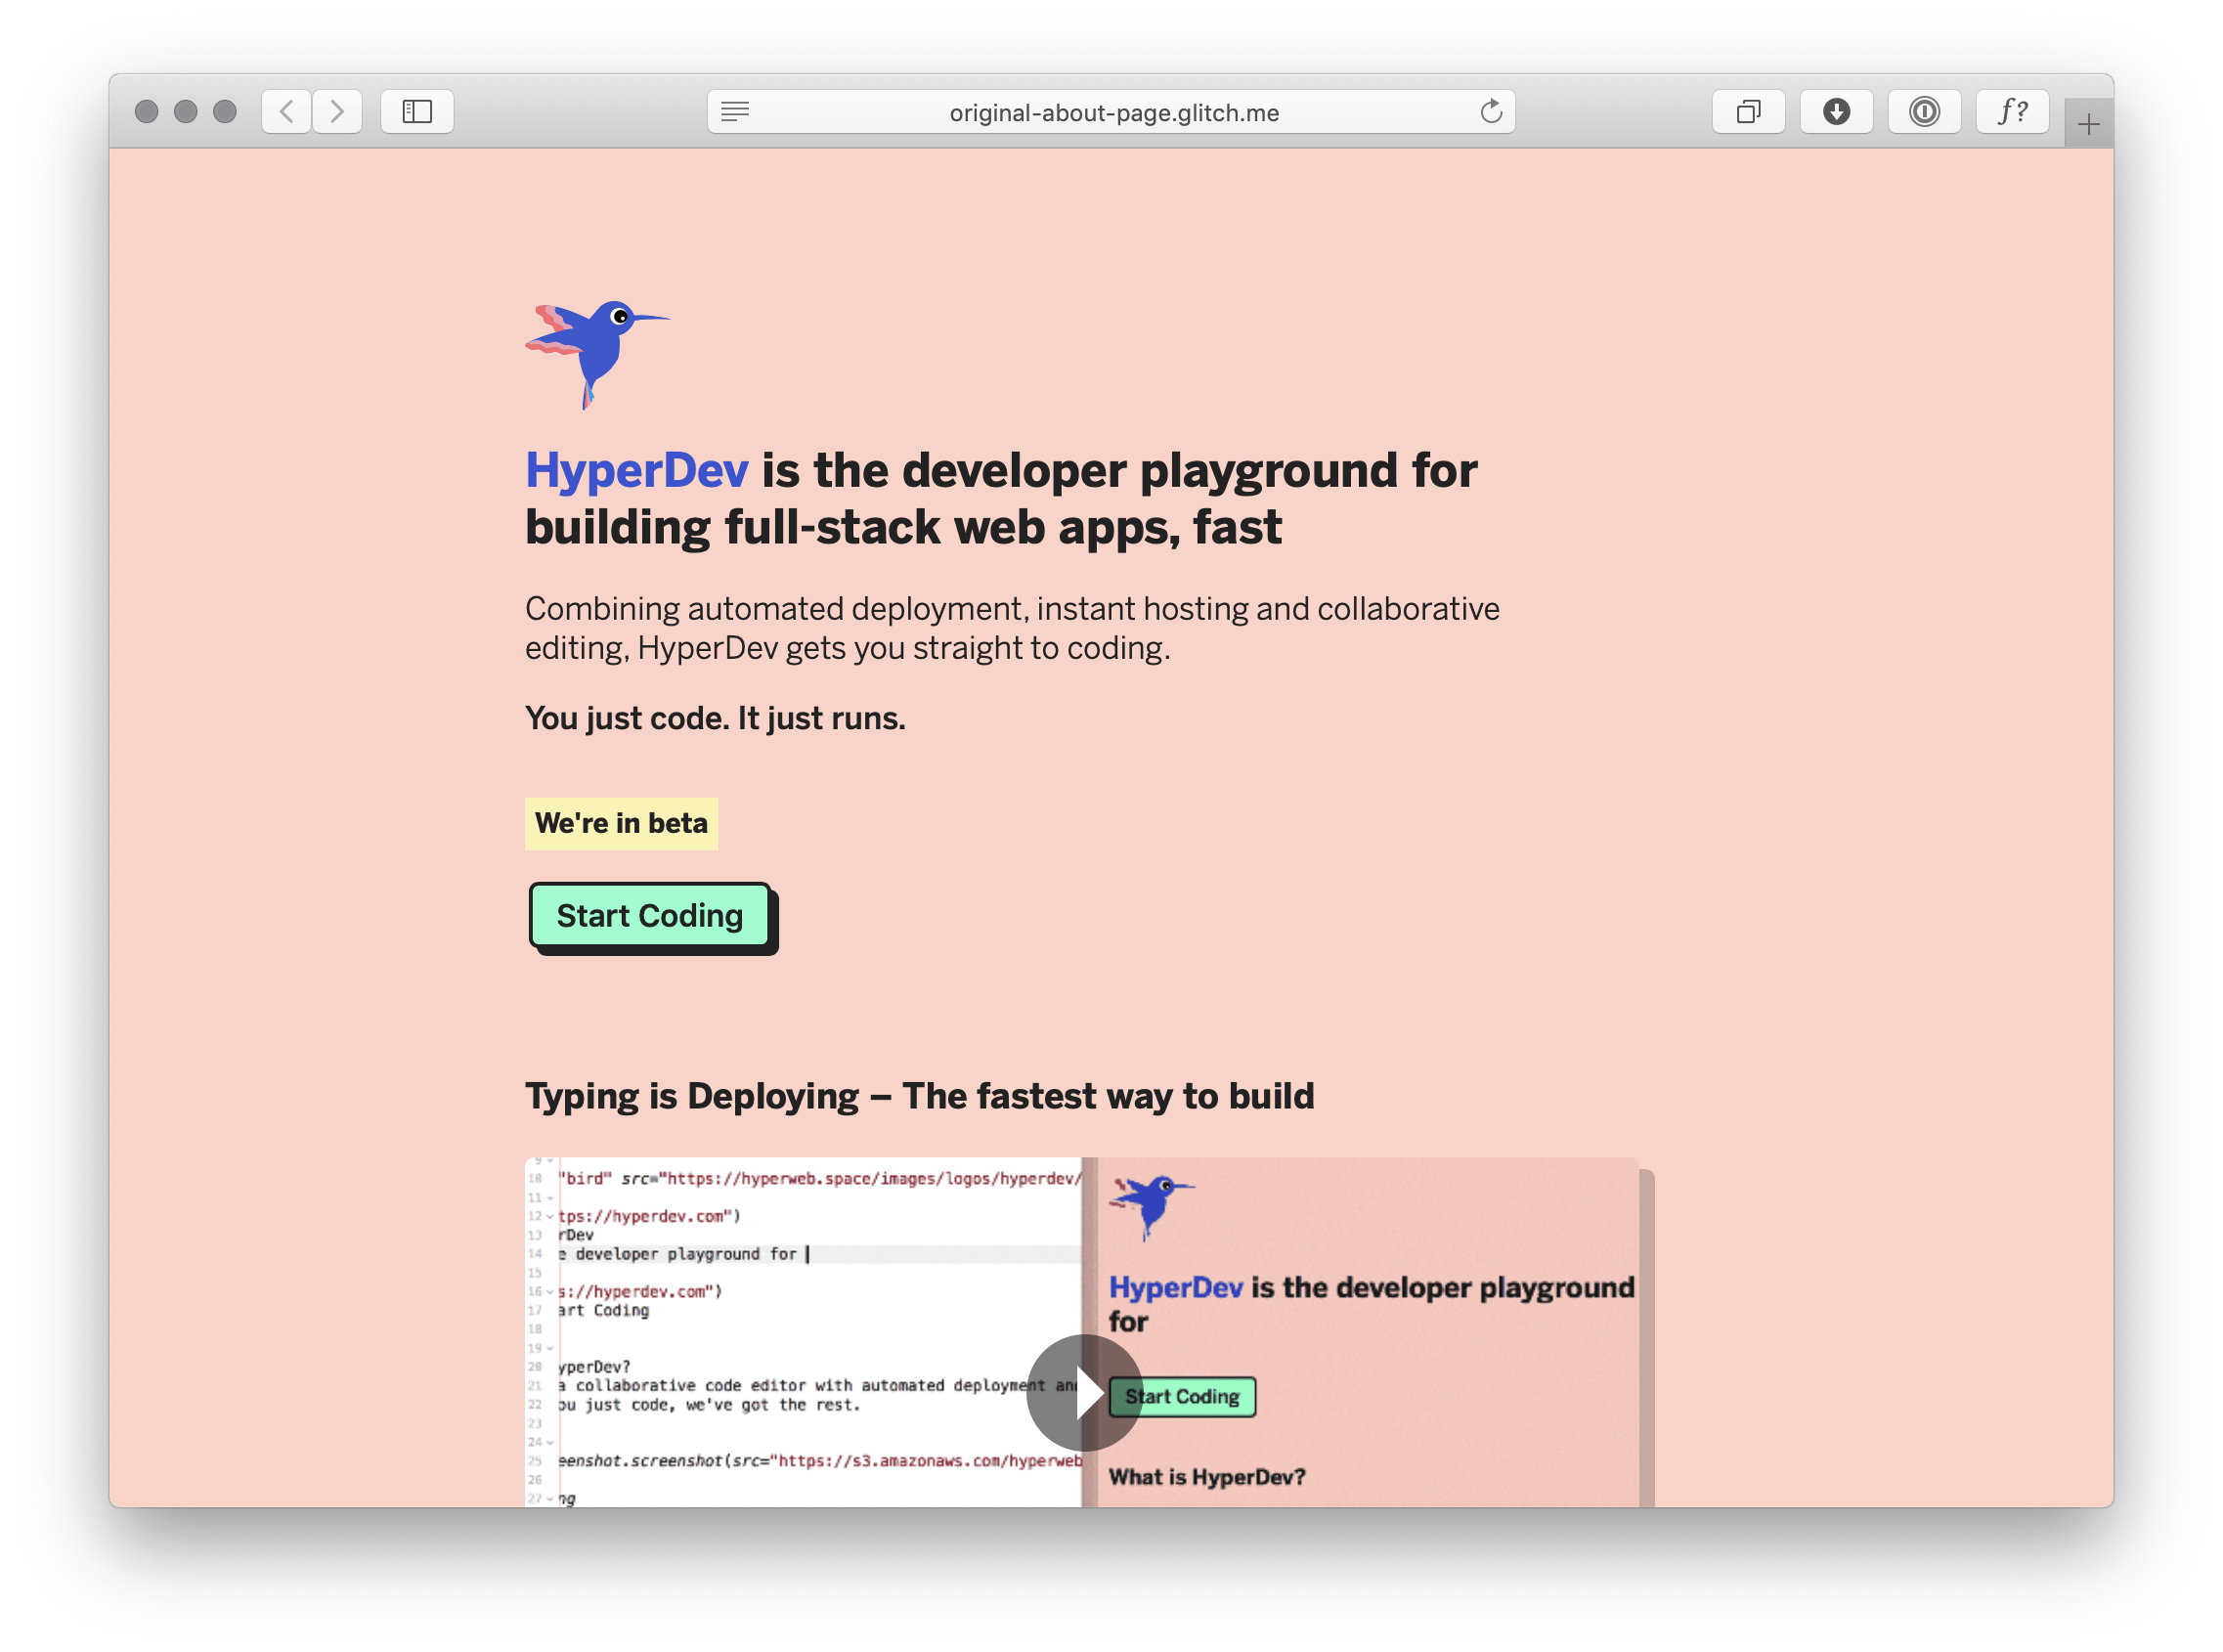 original-about-page.glitch.me
f?
HyperDev is the developer playground for
building full-stack web apps, fast
Combining automated deployment, instant hosting and collaborative
editing, HyperDev gets you straight to coding.
You just code. It just runs.
We're in beta
Start Coding
Typing is Deploying – The fastest way to build
9
10 "bird" src="https://hyperweb.space/images/logos/hyperdev/
11
12 tps://hyperdev.com")
13 rDev
14 e developer playground for
15
16 s://hyperdev.com")
17 art Coding
18
19
20 yperDev?
21 a collaborative code editor with automated deployment and
22 ou just code, we've got the rest.
23
24
25 eenshot.screenshot(src="https://s3.amazonaws.com/hyperweb
26
27 ng
HyperDev is the developer playground
for
Start Coding
What is HyperDev?